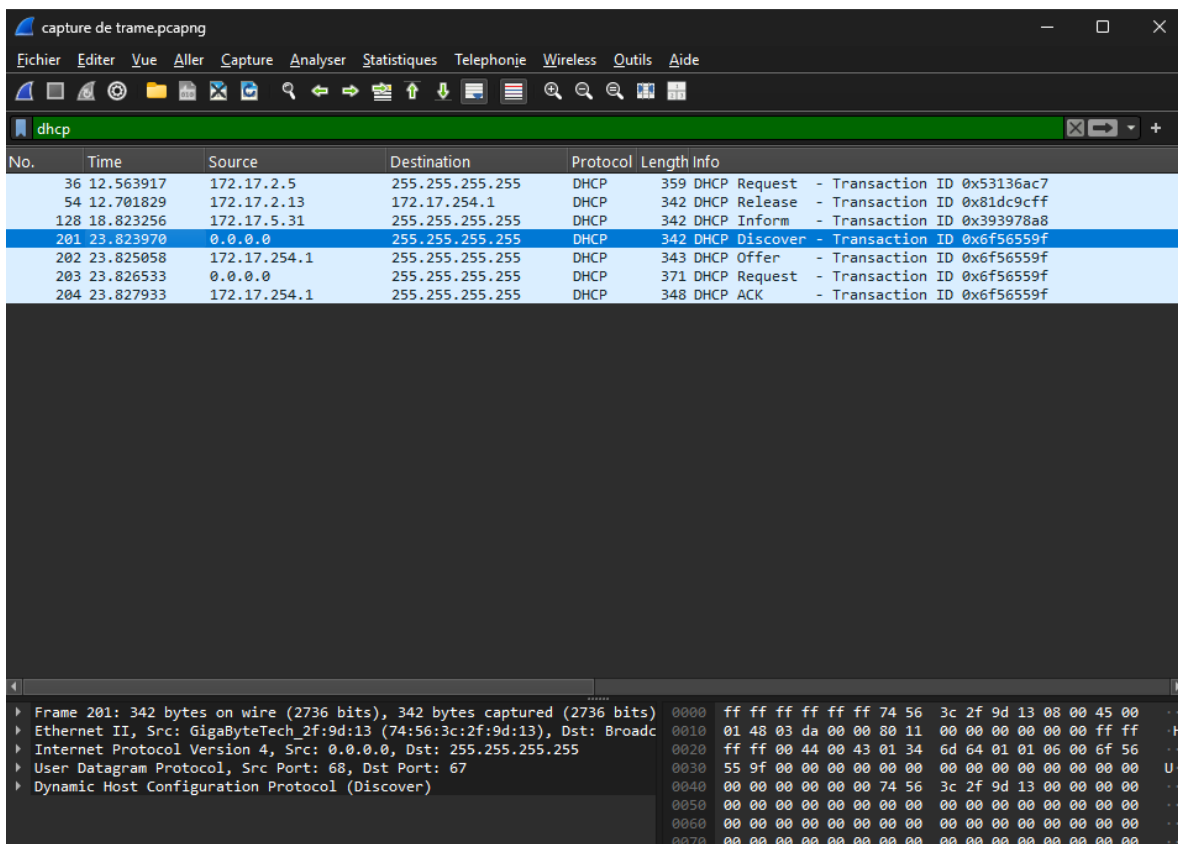 capture de trame.pcapng
Fichier Editer Vue Aller Capture Analyser Statistiques Telephonie Wireless Outils Aide
dhcp
No. Time Source Destination Protocol Length Info
36 12.563917 172.17.2.5 255.255.255.255 DHCP 359 DHCP Request - Transaction ID 0x53136ac7
54 12.701829 172.17.2.13 172.17.254.1 DHCP 342 DHCP Release - Transaction ID 0x81dc9cff
128 18.823256 172.17.5.31 255.255.255.255 DHCP 342 DHCP Inform - Transaction ID 0x393978a8
201 23.823970 0.0.0.0 255.255.255.255 DHCP 342 DHCP Discover - Transaction ID 0x6f56559f
202 23.825058 172.17.254.1 255.255.255.255 DHCP 343 DHCP Offer - Transaction ID 0x6f56559f
203 23.826533 0.0.0.0 255.255.255.255 DHCP 371 DHCP Request - Transaction ID 0x6f56559f
204 23.827933 172.17.254.1 255.255.255.255 DHCP 348 DHCP ACK - Transaction ID 0x6f56559f
Frame 201: 342 bytes on wire (2736 bits), 342 bytes captured (2736 bits)
Ethernet II, Src: GigaByteTech_2f:9d:13 (74:56:3c:2f:9d:13), Dst: Broadc
Internet Protocol Version 4, Src: 0.0.0.0, Dst: 255.255.255.255
User Datagram Protocol, Src Port: 68, Dst Port: 67
Dynamic Host Configuration Protocol (Discover)
0000 ff ff ff ff ff ff 74 56 3c 2f 9d 13 08 00 45 00
0010 01 48 03 da 00 00 80 11 00 00 00 00 00 00 ff ff ·H
0020 ff ff 00 44 00 43 01 34 6d 64 01 01 06 00 6f 56
0030 55 9f 00 00 00 00 00 00 00 00 00 00 00 00 00 00 U·
0040 00 00 00 00 00 00 74 56 3c 2f 9d 13 00 00 00 00
0050 00 00 00 00 00 00 00 00 00 00 00 00 00 00 00 00
0060 00 00 00 00 00 00 00 00 00 00 00 00 00 00 00 00
0070 00 00 00 00 00 00 00 00 00 00 00 00 00 00 00 00